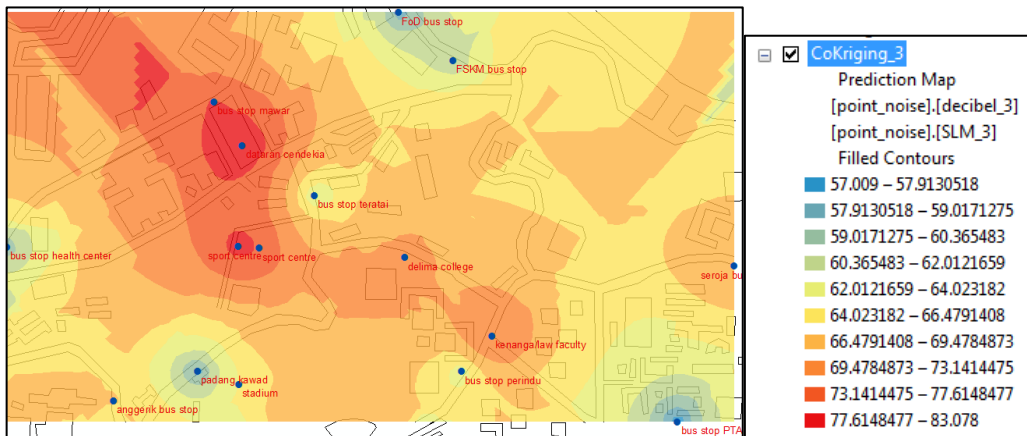 FoD bus stop
FSKM bus stop
bus stop mawar
dataran cendekia
bus stop teratai
bus stop health center
sport centre
sport centre
delima college
seroja bu
kenanga/law faculty
padang kawad
stadium
bus stop perindu
anggerik bus stop
bus stop PTA
CoKriging_3
Prediction Map
[point_noise].[decibel_3]
[point_noise].[SLM_3]
Filled Contours
57.009 – 57.9130518
57.9130518 – 59.0171275
59.0171275 – 60.365483
60.365483 – 62.0121659
62.0121659 – 64.023182
64.023182 – 66.4791408
66.4791408 – 69.4784873
69.4784873 – 73.1414475
73.1414475 – 77.6148477
77.6148477 – 83.078